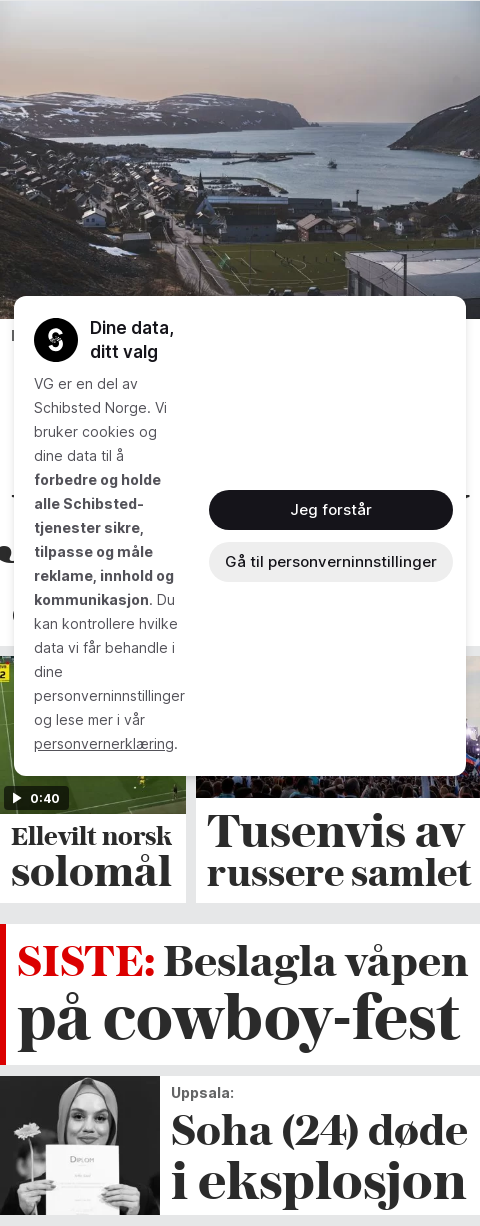 Dine data,
ditt valg
VG er en del av
Schibsted Norge. Vi
bruker cookies og
dine data til å
forbedre og holde
alle Schibsted-
tjenester sikre,
tilpasse og måle
reklame, innhold og
kommunikasjon. Du
kan kontrollere hvilke
data vi får behandle i
dine
personverninnstillinger
og lese mer i vår
personvernerklæring.
Jeg forstår
Gå til personverninnstillinger
2
0:40
Ellevilt norsk
solomål
Tusenvis av
russere samlet
SISTE: Beslagla våpen
på cowboy-fest
DIPLOM
Uppsala:
Soha (24) døde
i eksplosjon